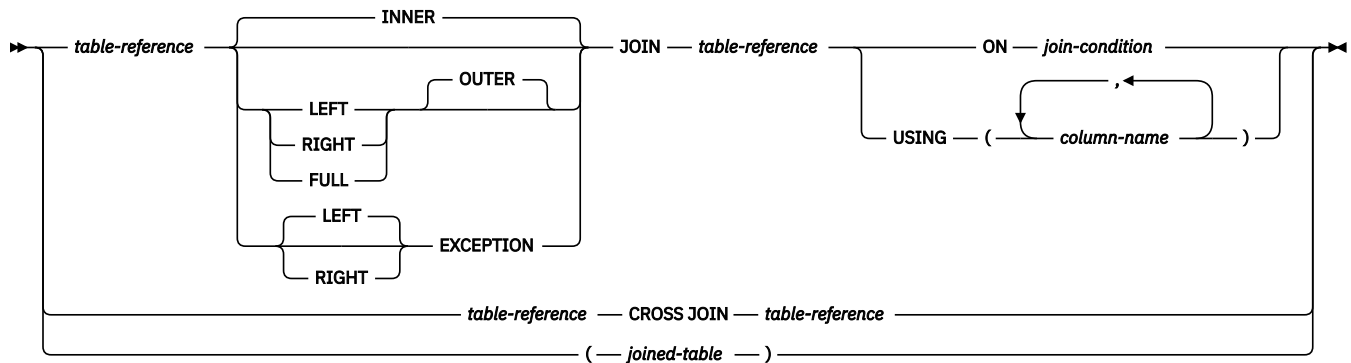 INNER
table-reference JOIN table-reference ON join-condition
OUTER ,
LEFT
USING ( column-name )
RIGHT
FULL
LEFT
EXCEPTION
RIGHT
table-reference CROSS JOIN table-reference
( joined-table )